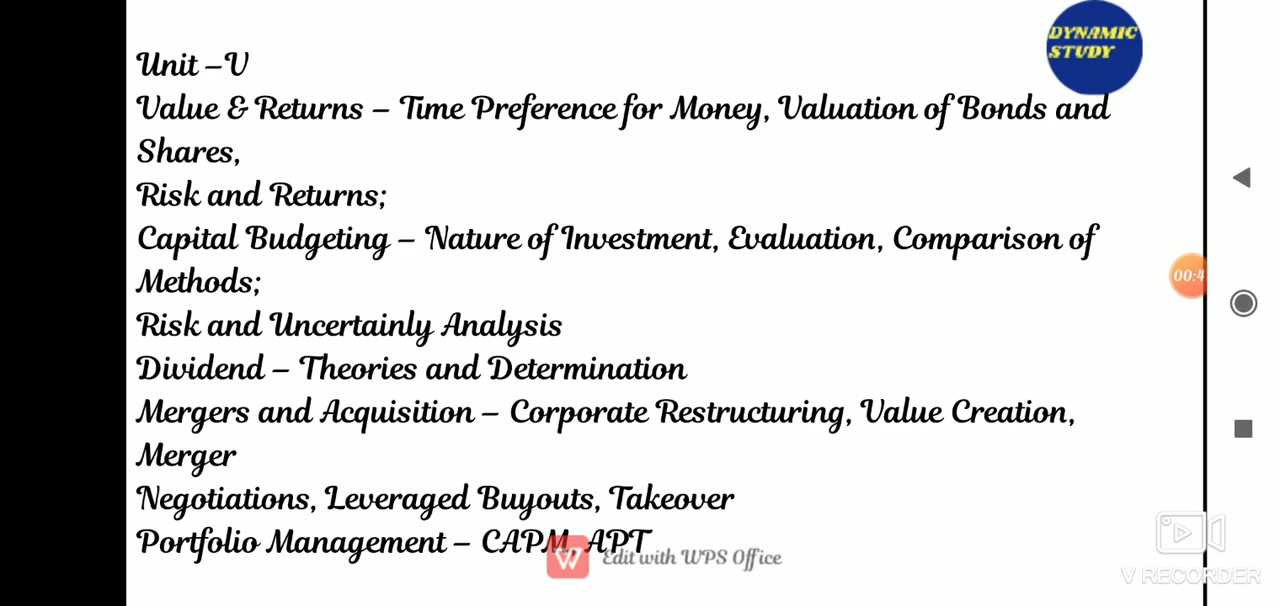 DYNAMIC
STUDY
Unit –V
Value & Returns – Time Preference for Money, Valuation of Bonds and
Shares,
Risk and Returns;
Capital Budgeting – Nature of Investment, Evaluation, Comparison of
Methods;
00:4
Risk and Uncertainly Analysis
Dividend – Theories and Determination
Mergers and Acquisition – Corporate Restructuring, Value Creation,
Merger
Negotiations, Leveraged Buyouts, Takeover
Portfolio Management – CAPM, APT
W Edit with WPS Office
V RECORDER